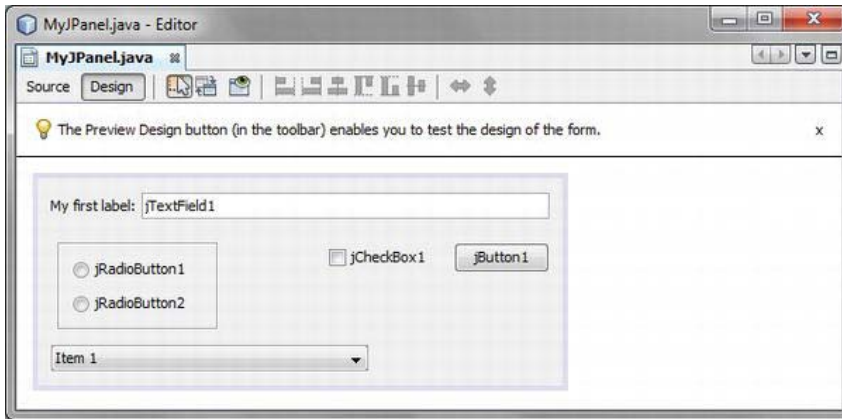 MyJPanel.java - Editor
MyJPanel.java
Source Design
The Preview Design button (in the toolbar) enables you to test the design of the form. x
My first label: jTextField1
jRadioButton1
jCheckBox1 jButton1
jRadioButton2
Item 1